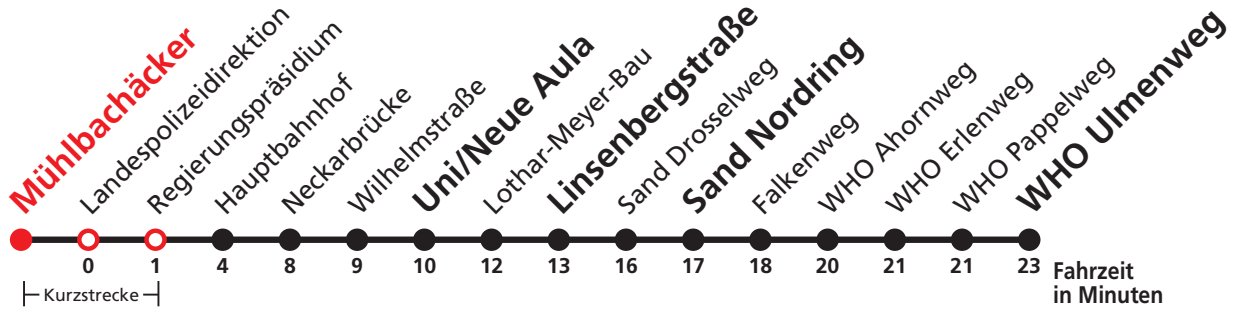 Mühlbachäcker
Landespolizeidirektion
Regierungspräsidium
Hauptbahnhof
Neckarbrücke
Wilhelmstraße
Uni/Neue Aula
Lothar-Meyer-Bau
Linsenbergstraße
Sand Drosselweg
Sand Nordring
Falkenweg
WHO Ahornweg
WHO Erlenweg
WHO Pappelweg
WHO Ulmenweg
0 1 4 8 9 10 12 13 16 17 18 20 21 21 23
Fahrzeit
in Minuten
Kurzstrecke